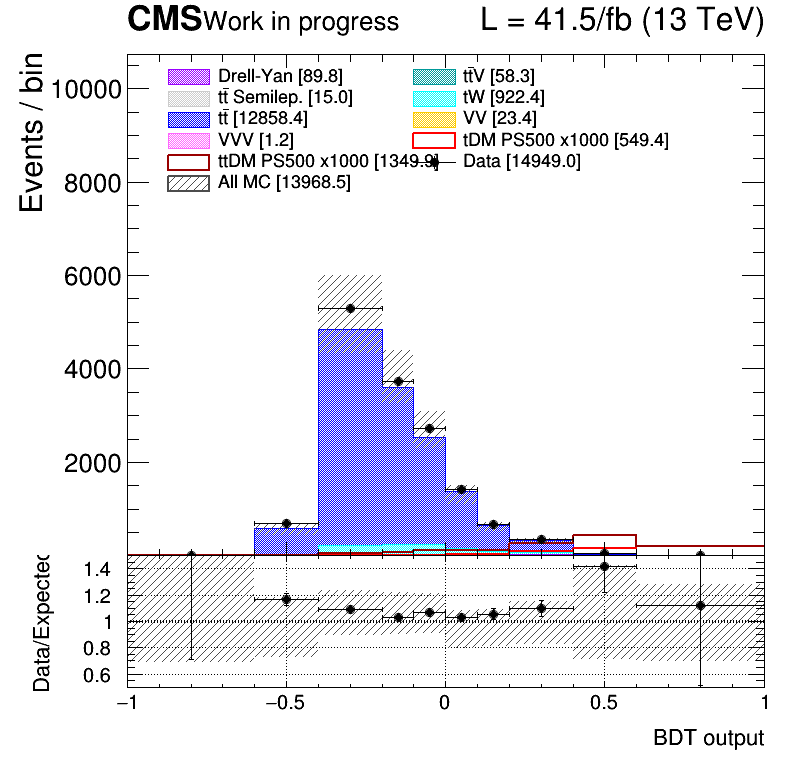 CMS Work in progress L = 41.5/fb (13 TeV)
Events / bin
Drell-Yan [89.8] tt̄V [58.3]
tt̄ Semilep. [15.0] tW [922.4]
tt̄ [12858.4] VV [23.4]
VVV [1.2] tDM PS500 x1000 [549.4]
ttDM PS500 x1000 [1349.9] Data [14949.0]
All MC [13968.5]
10000
8000
6000
4000
2000
Data/Expected
1.4
1.2
1
0.8
0.6
−1 −0.5 0 0.5 1
BDT output